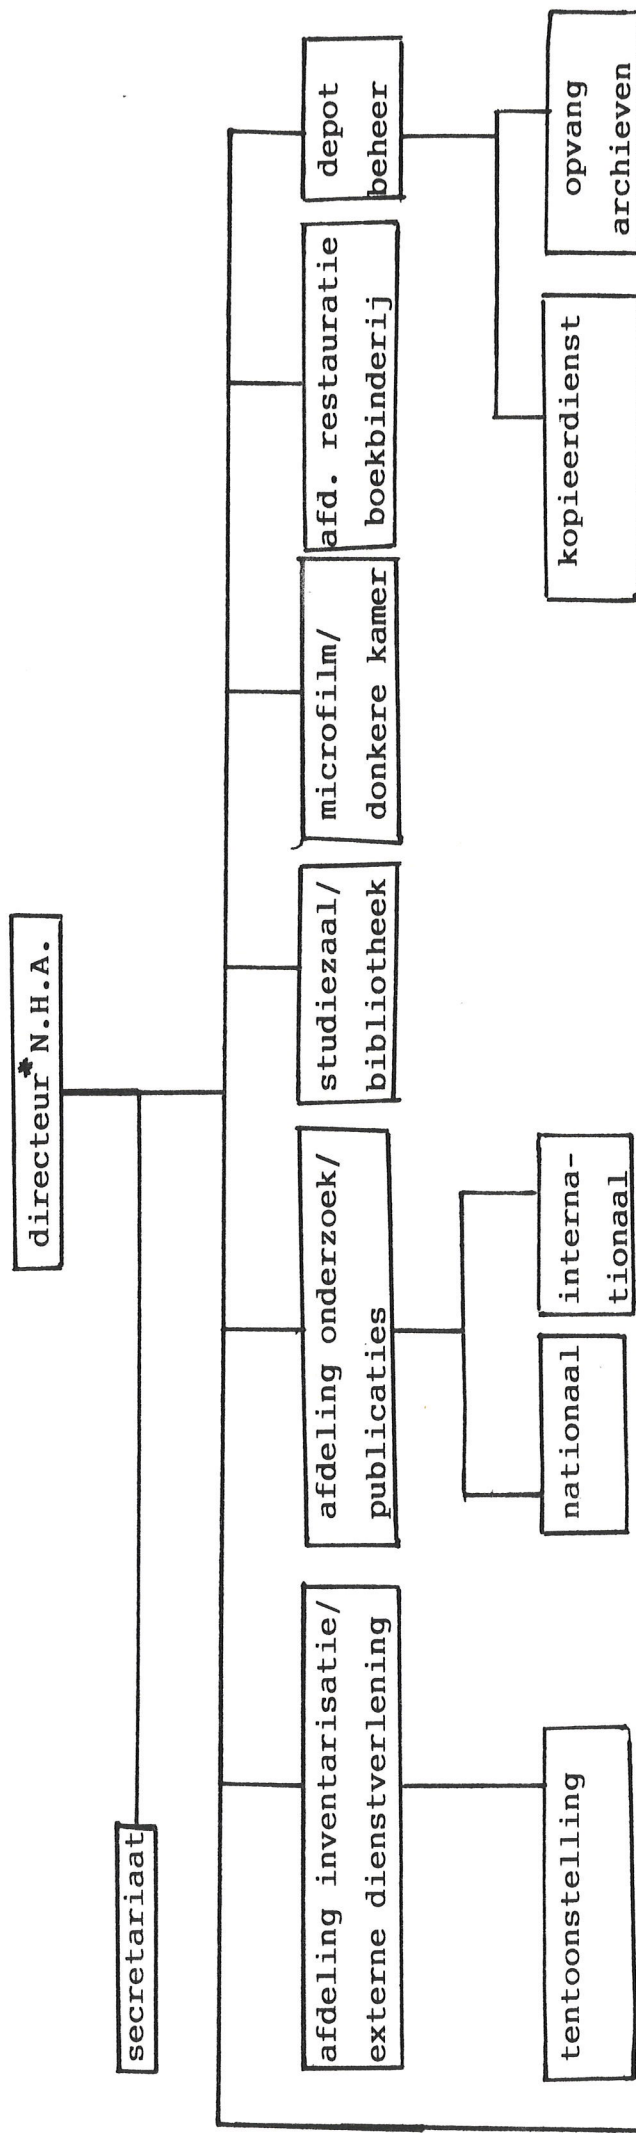 directeur* N.H.A.
secretariaat
afdeling inventarisatie/
externe dienstverlening
afdeling onderzoek/
publicaties
studiezaal/
bibliotheek
microfilm/
donkere kamer
afd. restauratie
boekbinderij
depot
beheer
tentoonstelling
nationaal
interna-
tionaal
kopieerdienst
opvang
archieven